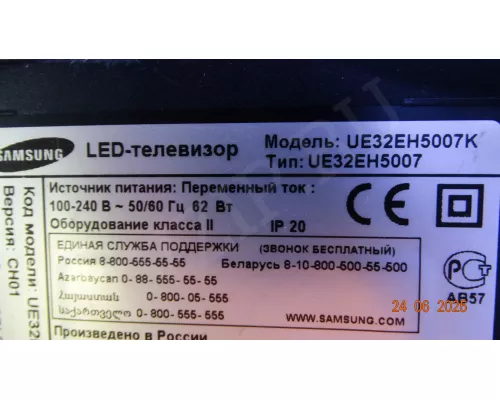 SAMSUNG
LED-телевизор
Модель: UE32EH5007K
Тип: UE32EH5007
Источник питания: Переменный ток :
100-240 В ~ 50/60 Гц 62 Вт
Оборудование класса II IP 20
ЕДИНАЯ СЛУЖБА ПОДДЕРЖКИ (ЗВОНОК БЕСПЛАТНЫЙ)
Россия 8-800-555-55-55
Беларусь 8-10-800-500-55-500
Azərbaycan 0-88-555-55-55
Հայաստան 0-800-05-555
საქართველო 0-800-555-555
WWW.SAMSUNG.COM
Произведено в России
CE
РСТ
АВ57
Код модели: UE32
Версия: CH01
24 06 2025